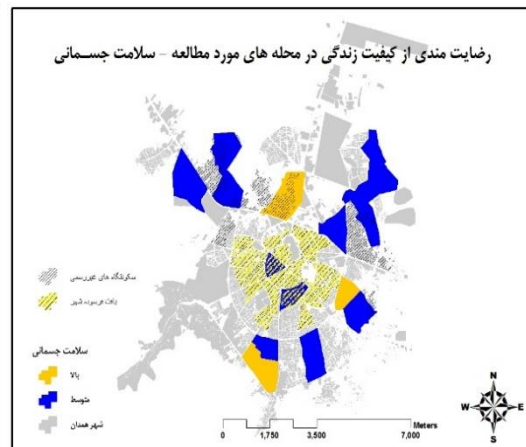 رضایت مندی از کیفیت زندگی در محله های مورد مطالعه – سلامت جسـمانی
سکونتگاه های غیررسمی
بافت فرسوده شهر
سلامت جسمانی
بالا
متوسط
شهر همدان
N
W E
S
Meters
0 1,750 3,500 7,000